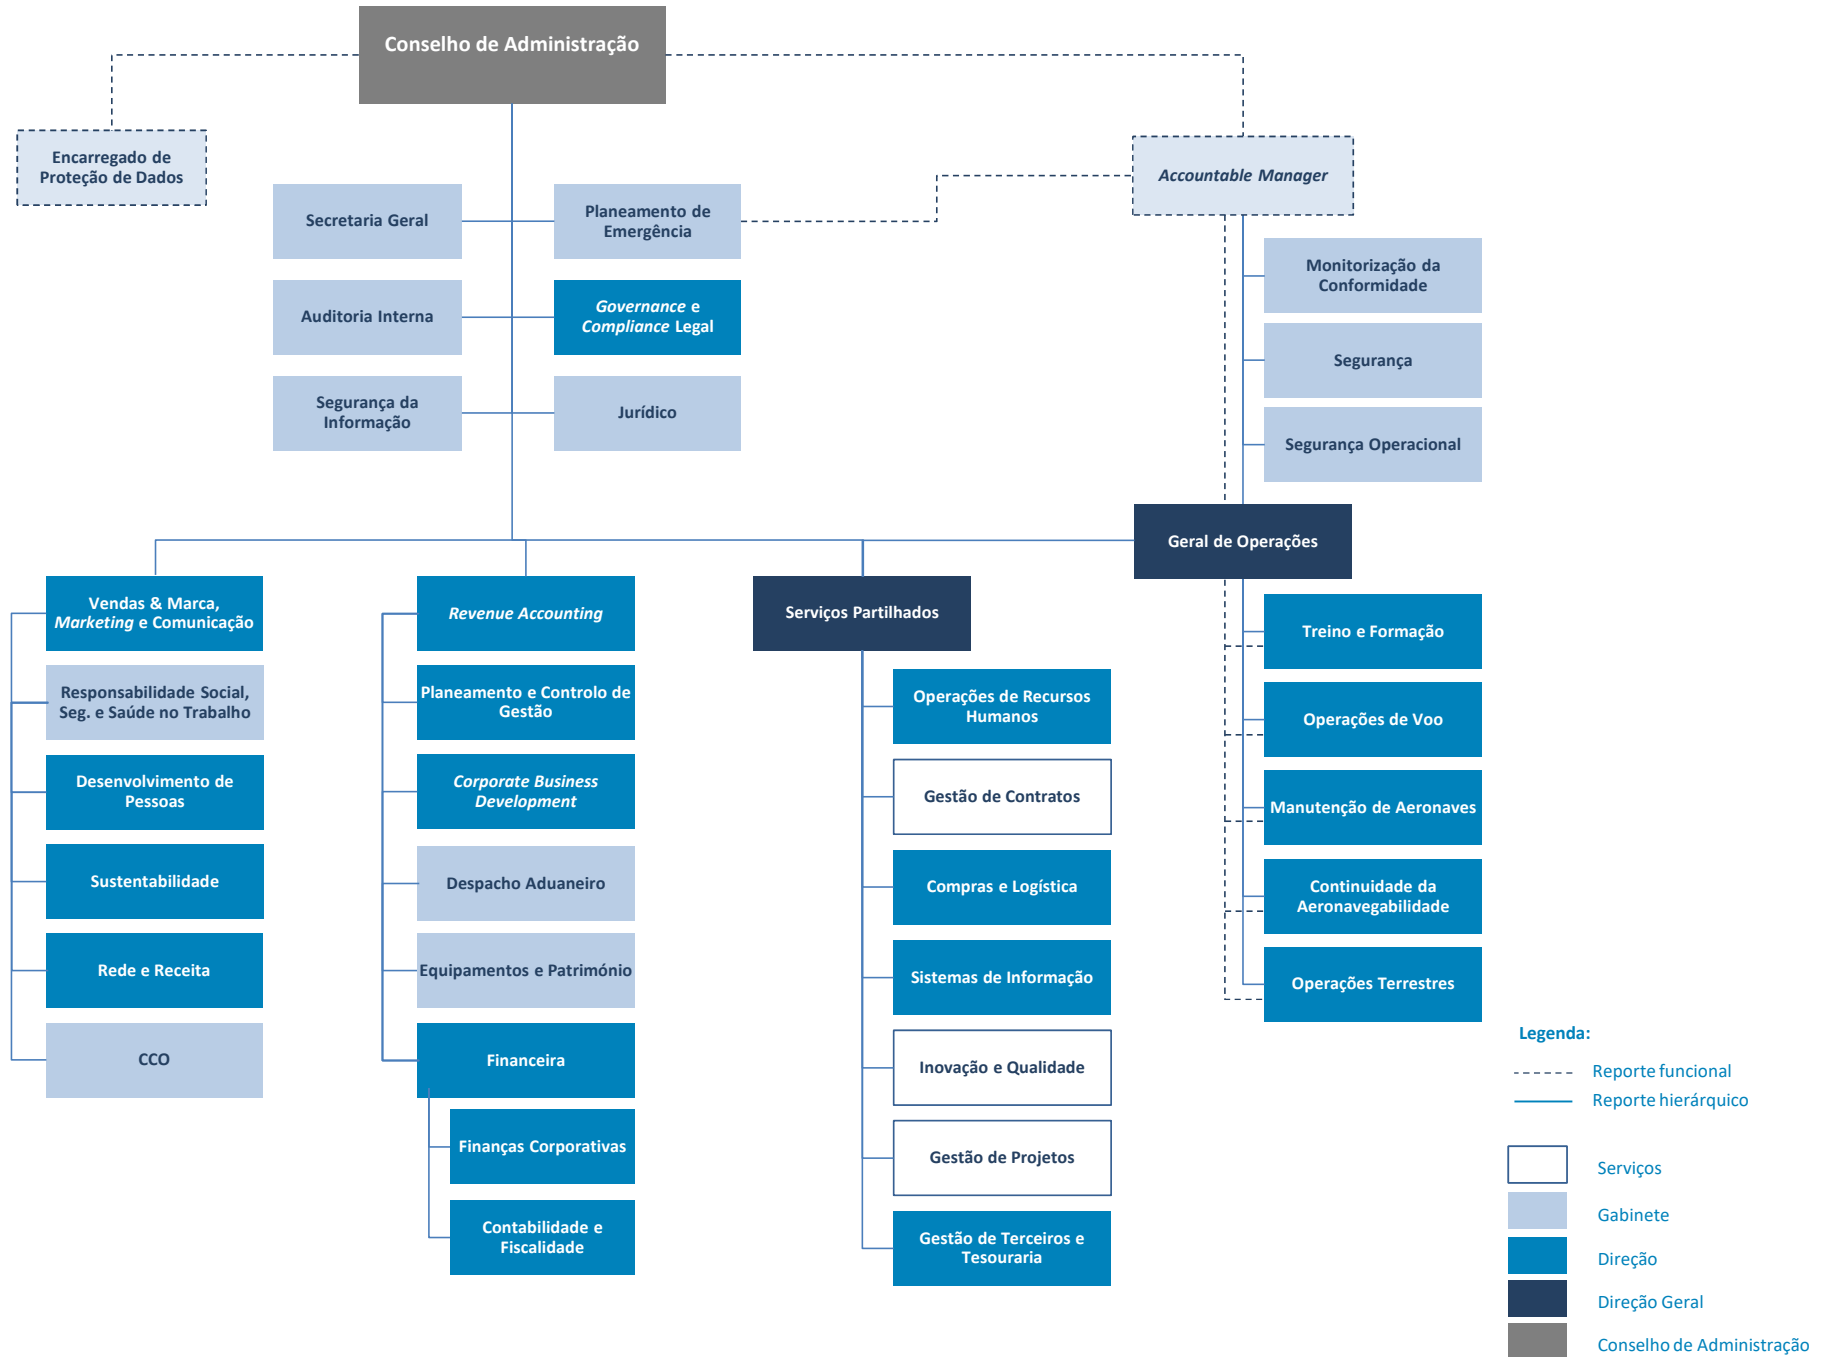 Conselho de Administração
Encarregado de
Proteção de Dados
Accountable Manager
Secretaria Geral
Planeamento de
Emergência
Auditoria Interna
Governance e
Compliance Legal
Segurança da
Informação
Jurídico
Monitorização da
Conformidade
Segurança
Segurança Operacional
Geral de Operações
Vendas & Marca,
Marketing e Comunicação
Responsabilidade Social,
Seg. e Saúde no Trabalho
Desenvolvimento de
Pessoas
Sustentabilidade
Rede e Receita
CCO
Revenue Accounting
Planeamento e Controlo de
Gestão
Corporate Business
Development
Despacho Aduaneiro
Equipamentos e Património
Financeira
Finanças Corporativas
Contabilidade e
Fiscalidade
Serviços Partilhados
Operações de Recursos
Humanos
Gestão de Contratos
Compras e Logística
Sistemas de Informação
Inovação e Qualidade
Gestão de Projetos
Gestão de Terceiros e
Tesouraria
Treino e Formação
Operações de Voo
Manutenção de Aeronaves
Continuidade da
Aeronavegabilidade
Operações Terrestres
Legenda:
Reporte funcional
Reporte hierárquico
Serviços
Gabinete
Direção
Direção Geral
Conselho de Administração